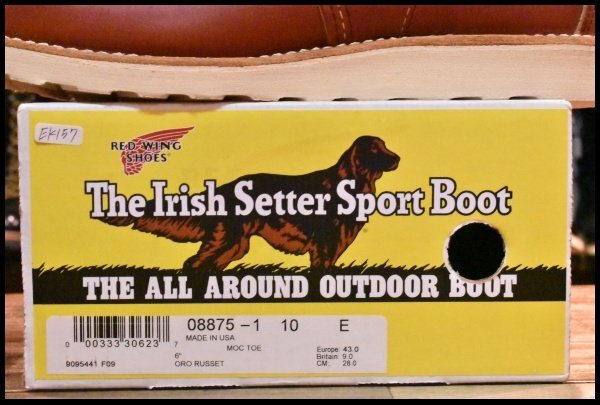 EK157
RED WING
SHOES®
The Irish Setter Sport Boot
THE ALL AROUND OUTDOOR BOOT
08875-1 10 E
MADE IN USA
MOC TOE
0 00333 30623 7
6"
9095441 F09
ORO RUSSET
Europe: 43.0
Britain: 9.0
CM.: 28.0